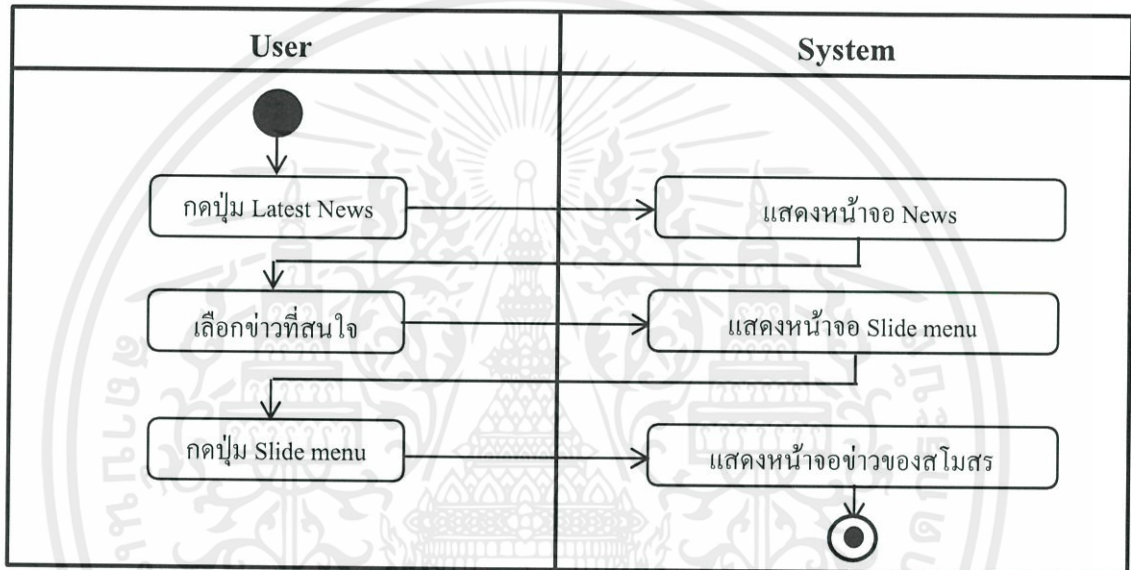 User
System
กดปุ่ม Latest News
แสดงหน้าจอ News
เลือกข่าวที่สนใจ
แสดงหน้าจอ Slide menu
กดปุ่ม Slide menu
แสดงหน้าจอข่าวของสโมสร